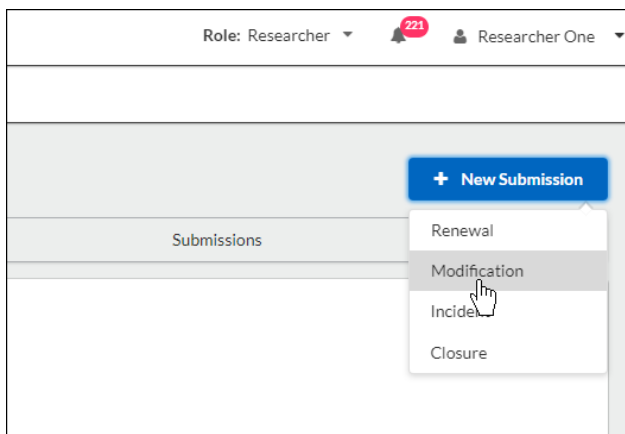 Role: Researcher
221
Researcher One
+ New Submission
Submissions
Renewal
Modification
Closure